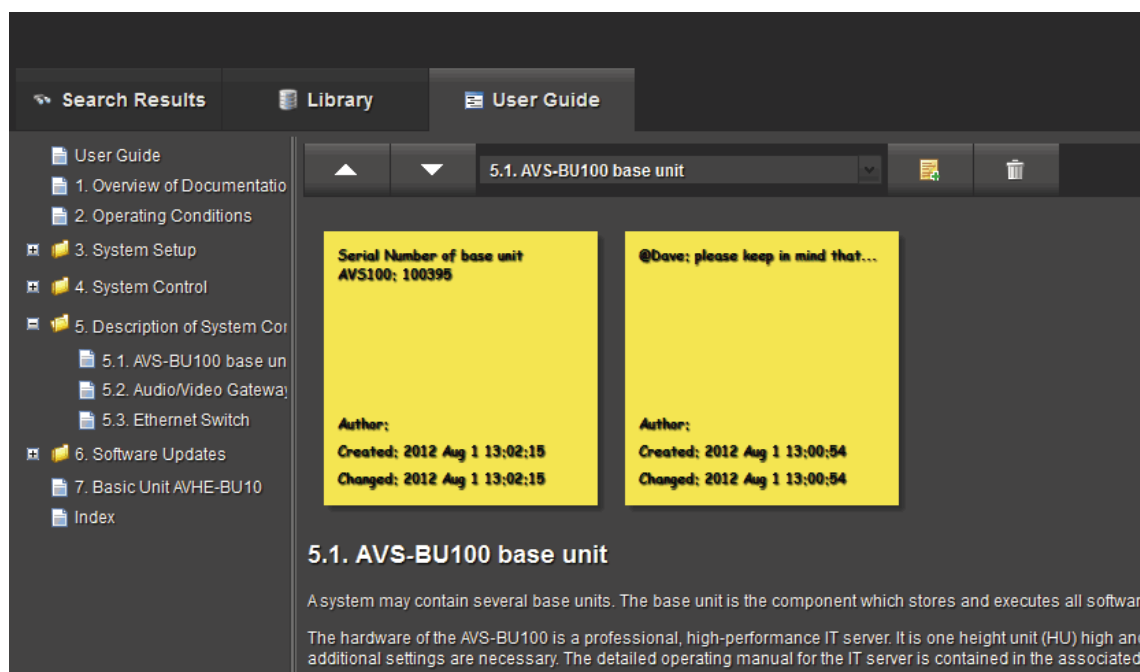 Search Results
Library
User Guide
User Guide
1. Overview of Documentatio
2. Operating Conditions
3. System Setup
4. System Control
5. Description of System Cor
5.1. AVS-BU100 base un
5.2. Audio/Video Gateway
5.3. Ethernet Switch
6. Software Updates
7. Basic Unit AVHE-BU10
Index
5.1. AVS-BU100 base unit
Serial Number of base unit
AVS100: 100395
Author:
Created: 2012 Aug 1 13:02:15
Changed: 2012 Aug 1 13:02:15
@Dave: please keep in mind that...
Author:
Created: 2012 Aug 1 13:00:54
Changed: 2012 Aug 1 13:00:54
5.1. AVS-BU100 base unit
A system may contain several base units. The base unit is the component which stores and executes all softwar
The hardware of the AVS-BU100 is a professional, high-performance IT server. It is one height unit (HU) high and
additional settings are necessary. The detailed operating manual for the IT server is contained in the associated